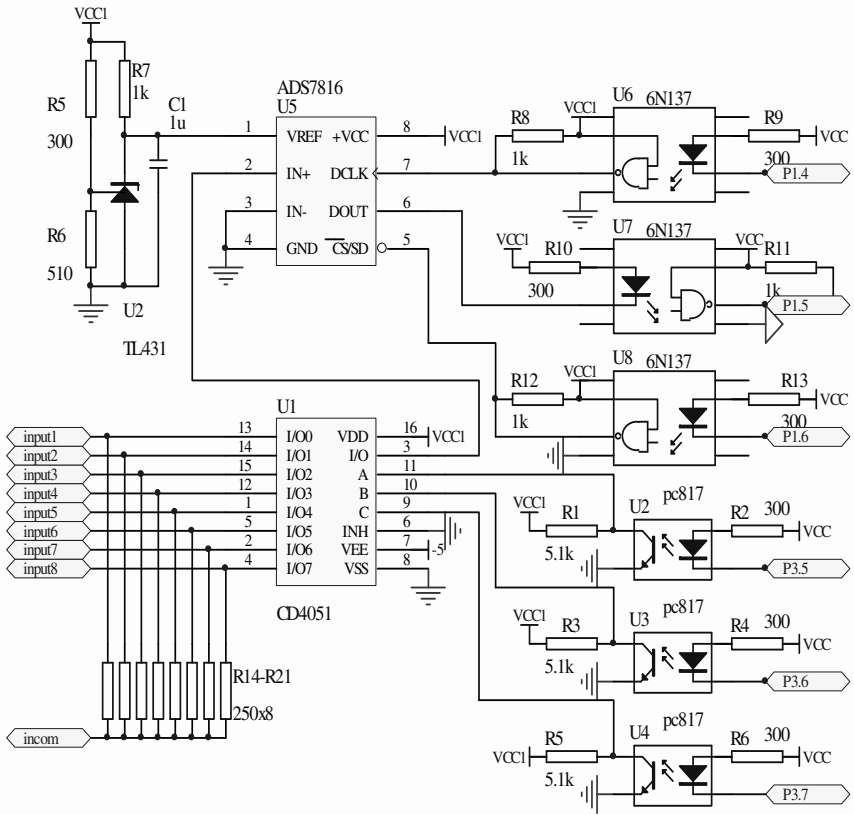 VCC1
R5
300
R7
1k
C1
1u
R6
510
U2
TL431
ADS7816
U5
1 VREF +VCC 8 VCC1
2 IN+ DCLK 7
3 IN- DOUT 6
4 GND CS/SD 5
R8
1k
VCC1
U6 6N137
R9
300
VCC
P1.4
VCC1
R10
300
U7 6N137
VCC
R11
1k
P1.5
R12
1k
VCC1
U8 6N137
R13
300
VCC
P1.6
U1
input1 13 I/O0 VDD 16 VCC1
input2 14 I/O1 I/O 3
input3 15 I/O2 A 11
input4 12 I/O3 B 10
input5 1 I/O4 C 9
input6 5 I/O5 INH 6
input7 2 I/O6 VEE 7 -5
input8 4 I/O7 VSS 8
CD4051
R14-R21
250x8
incom
VCC1
R1
5.1k
U2 pc817
R2
300
VCC
P3.5
VCC1
R3
5.1k
U3 pc817
R4
300
VCC
P3.6
VCC1
R5
5.1k
U4 pc817
R6
300
VCC
P3.7